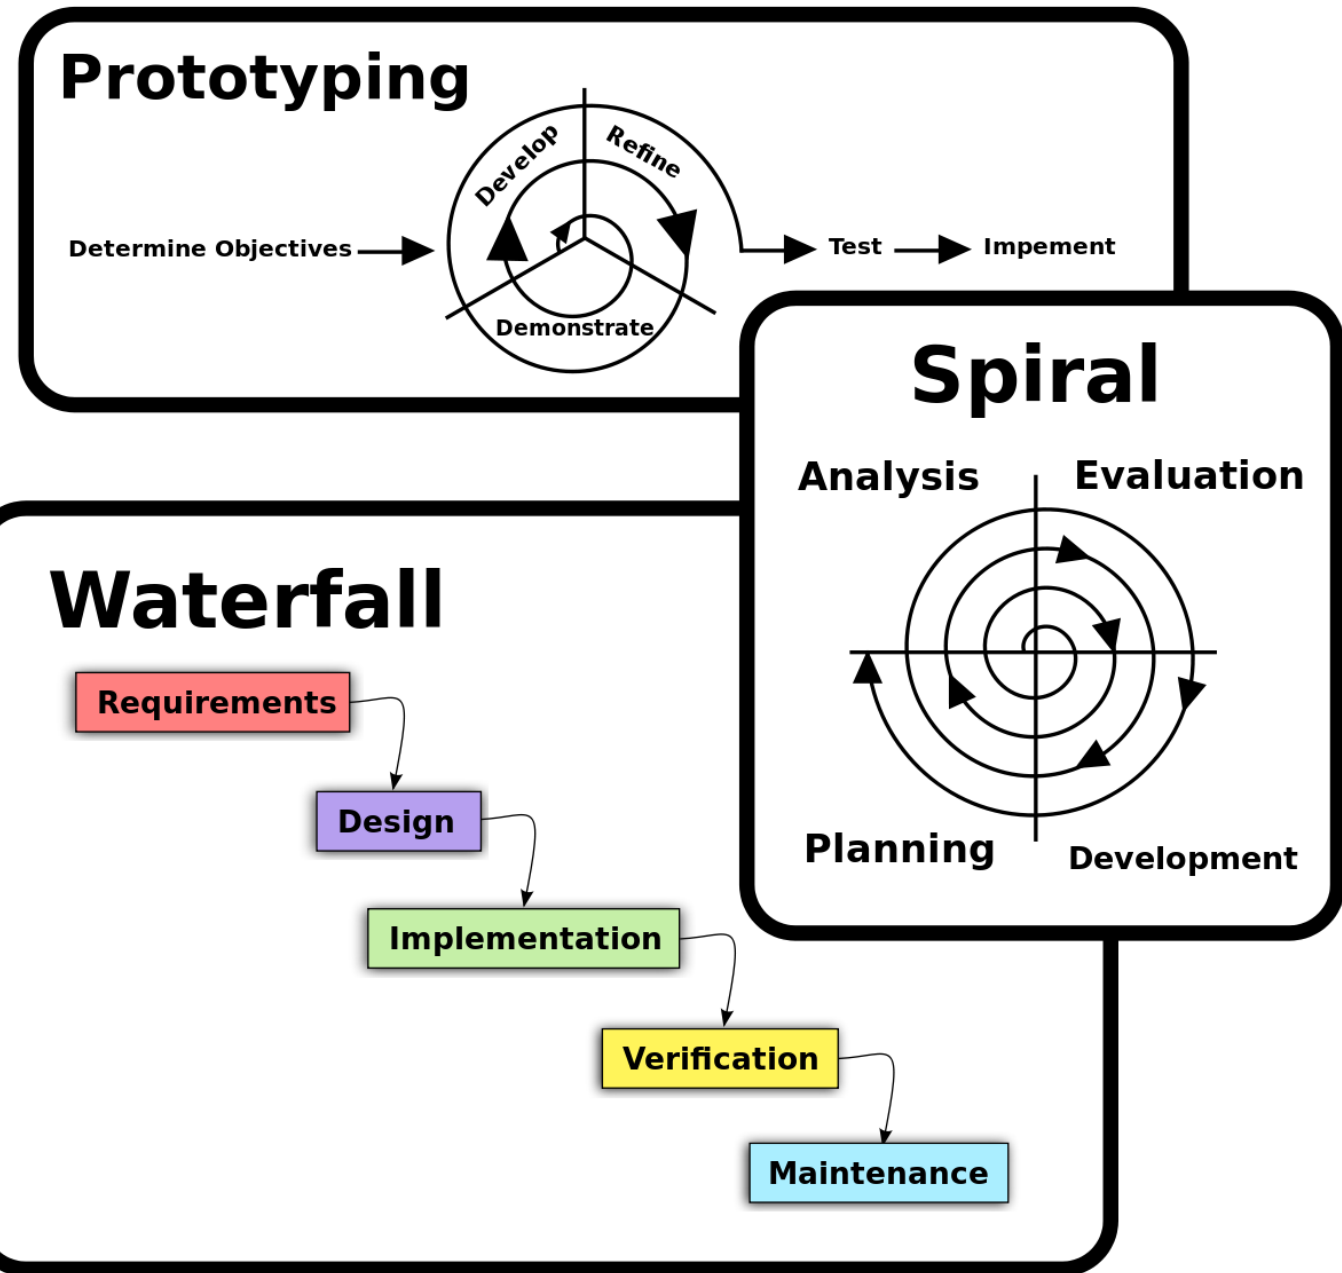 Prototyping
Develop
Refine
Determine Objectives
Test
Impement
Demonstrate
Spiral
Analysis
Evaluation
Planning
Development
Waterfall
Requirements
Design
Implementation
Verification
Maintenance